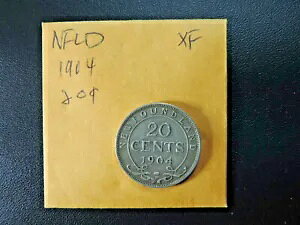 NFLD XF
1904
20¢
NEWFOUNDLAND
20
CENTS
1904